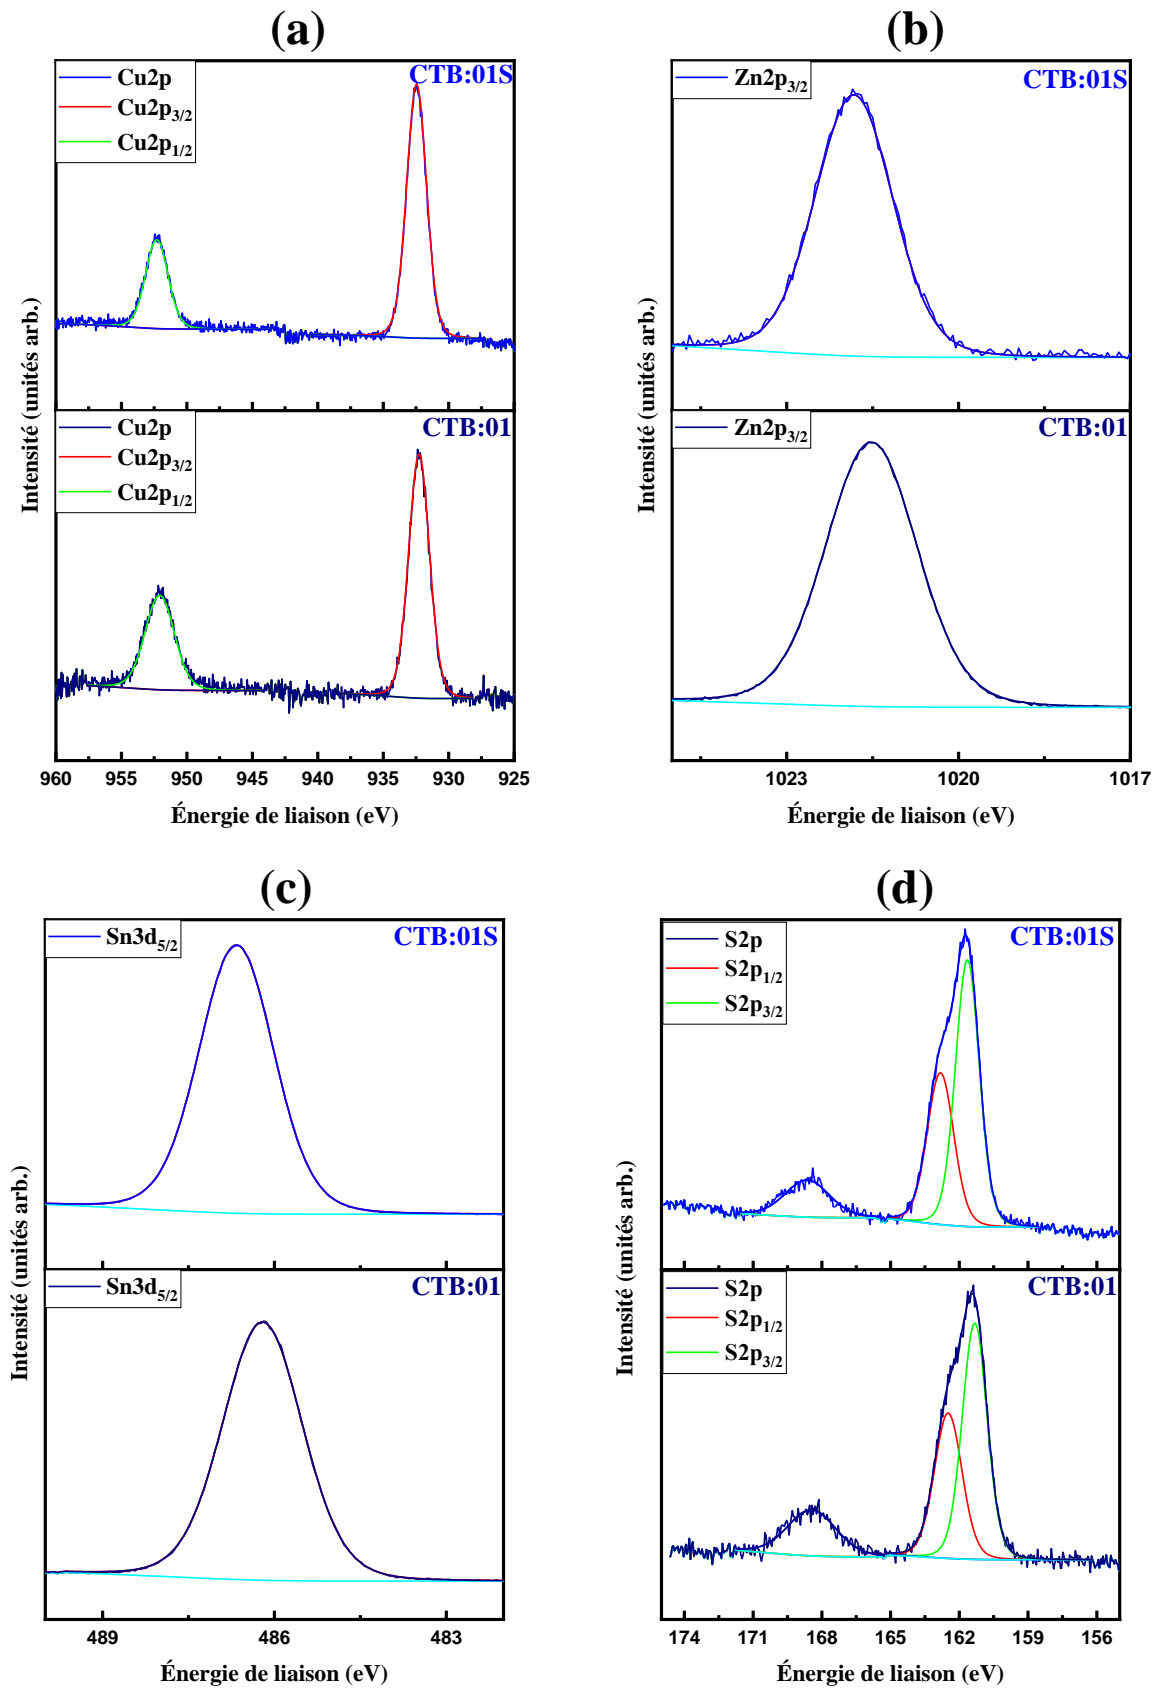 (a)
Cu2p
Cu2p3/2
Cu2p1/2
CTB:01S
Cu2p
Cu2p3/2
Cu2p1/2
CTB:01
Intensité (unités arb.)
960 955 950 945 940 935 930 925
Énergie de liaison (eV)
(b)
Zn2p3/2
CTB:01S
Zn2p3/2
CTB:01
Intensité (unités arb.)
1023 1020 1017
Énergie de liaison (eV)
(c)
Sn3d5/2
CTB:01S
Sn3d5/2
CTB:01
Intensité (unités arb.)
489 486 483
Énergie de liaison (eV)
(d)
S2p
S2p1/2
S2p3/2
CTB:01S
S2p
S2p1/2
S2p3/2
CTB:01
Intensité (unités arb.)
174 171 168 165 162 159 156
Énergie de liaison (eV)